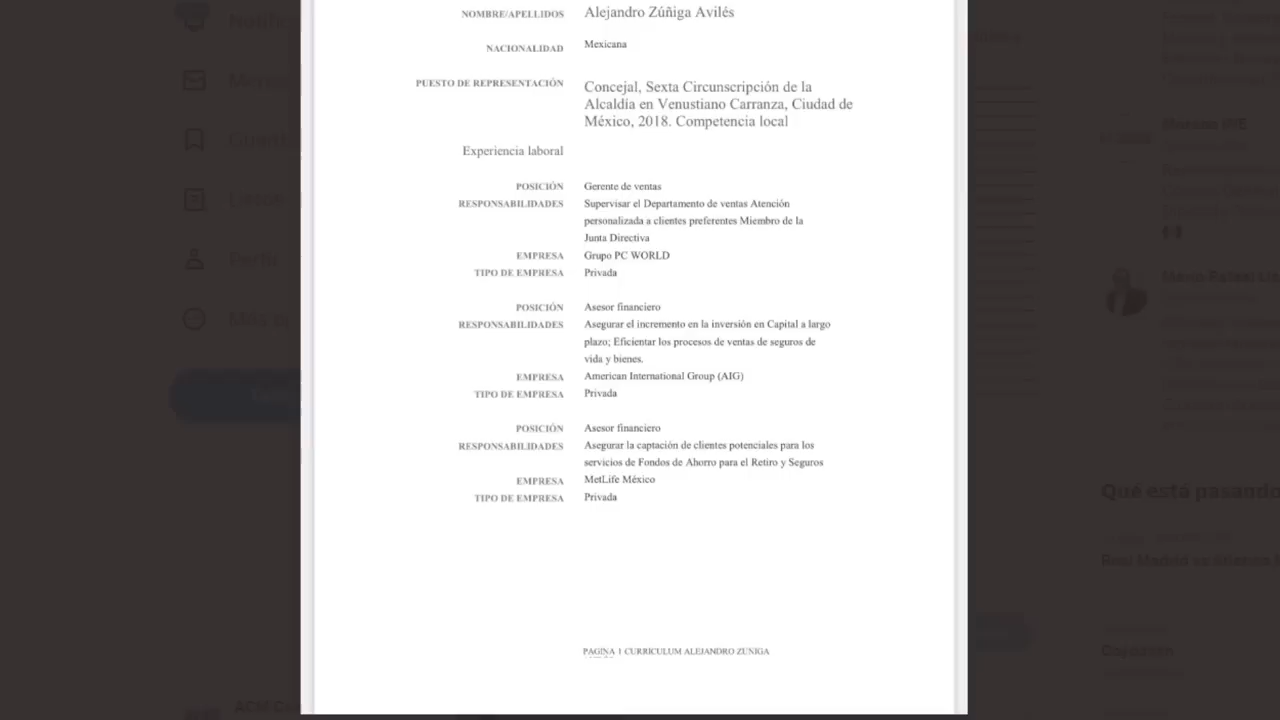 NOMBRE/APELLIDOS Alejandro Zúñiga Avilés
NACIONALIDAD Mexicana
PUESTO DE REPRESENTACIÓN Concejal, Sexta Circunscripción de la
Alcaldía en Venustiano Carranza, Ciudad de
México, 2018. Competencia local
Experiencia laboral
POSICIÓN Gerente de ventas
RESPONSABILIDADES Supervisar el Departamento de ventas Atención
personalizada a clientes preferentes Miembro de la
Junta Directiva
EMPRESA Grupo PC WORLD
TIPO DE EMPRESA Privada
POSICIÓN Asesor financiero
RESPONSABILIDADES Asegurar el incremento en la inversión en Capital a largo
plazo; Eficientar los procesos de ventas de seguros de
vida y bienes.
EMPRESA American International Group (AIG)
TIPO DE EMPRESA Privada
POSICIÓN Asesor financiero
RESPONSABILIDADES Asegurar la captación de clientes potenciales para los
servicios de Fondos de Ahorro para el Retiro y Seguros
EMPRESA MetLife México
TIPO DE EMPRESA Privada
PAGINA 1 CURRICULUM ALEJANDRO ZUNIGA
Perfil
Qué está pasando
Real Madrid